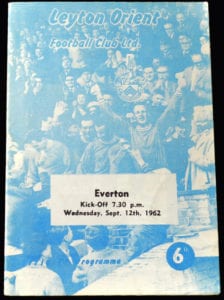 Leyton Orient
Football Club Ltd.
Everton
Kick-Off 7.30 p.m.
Wednesday, Sept. 12th, 1962
programme
6d